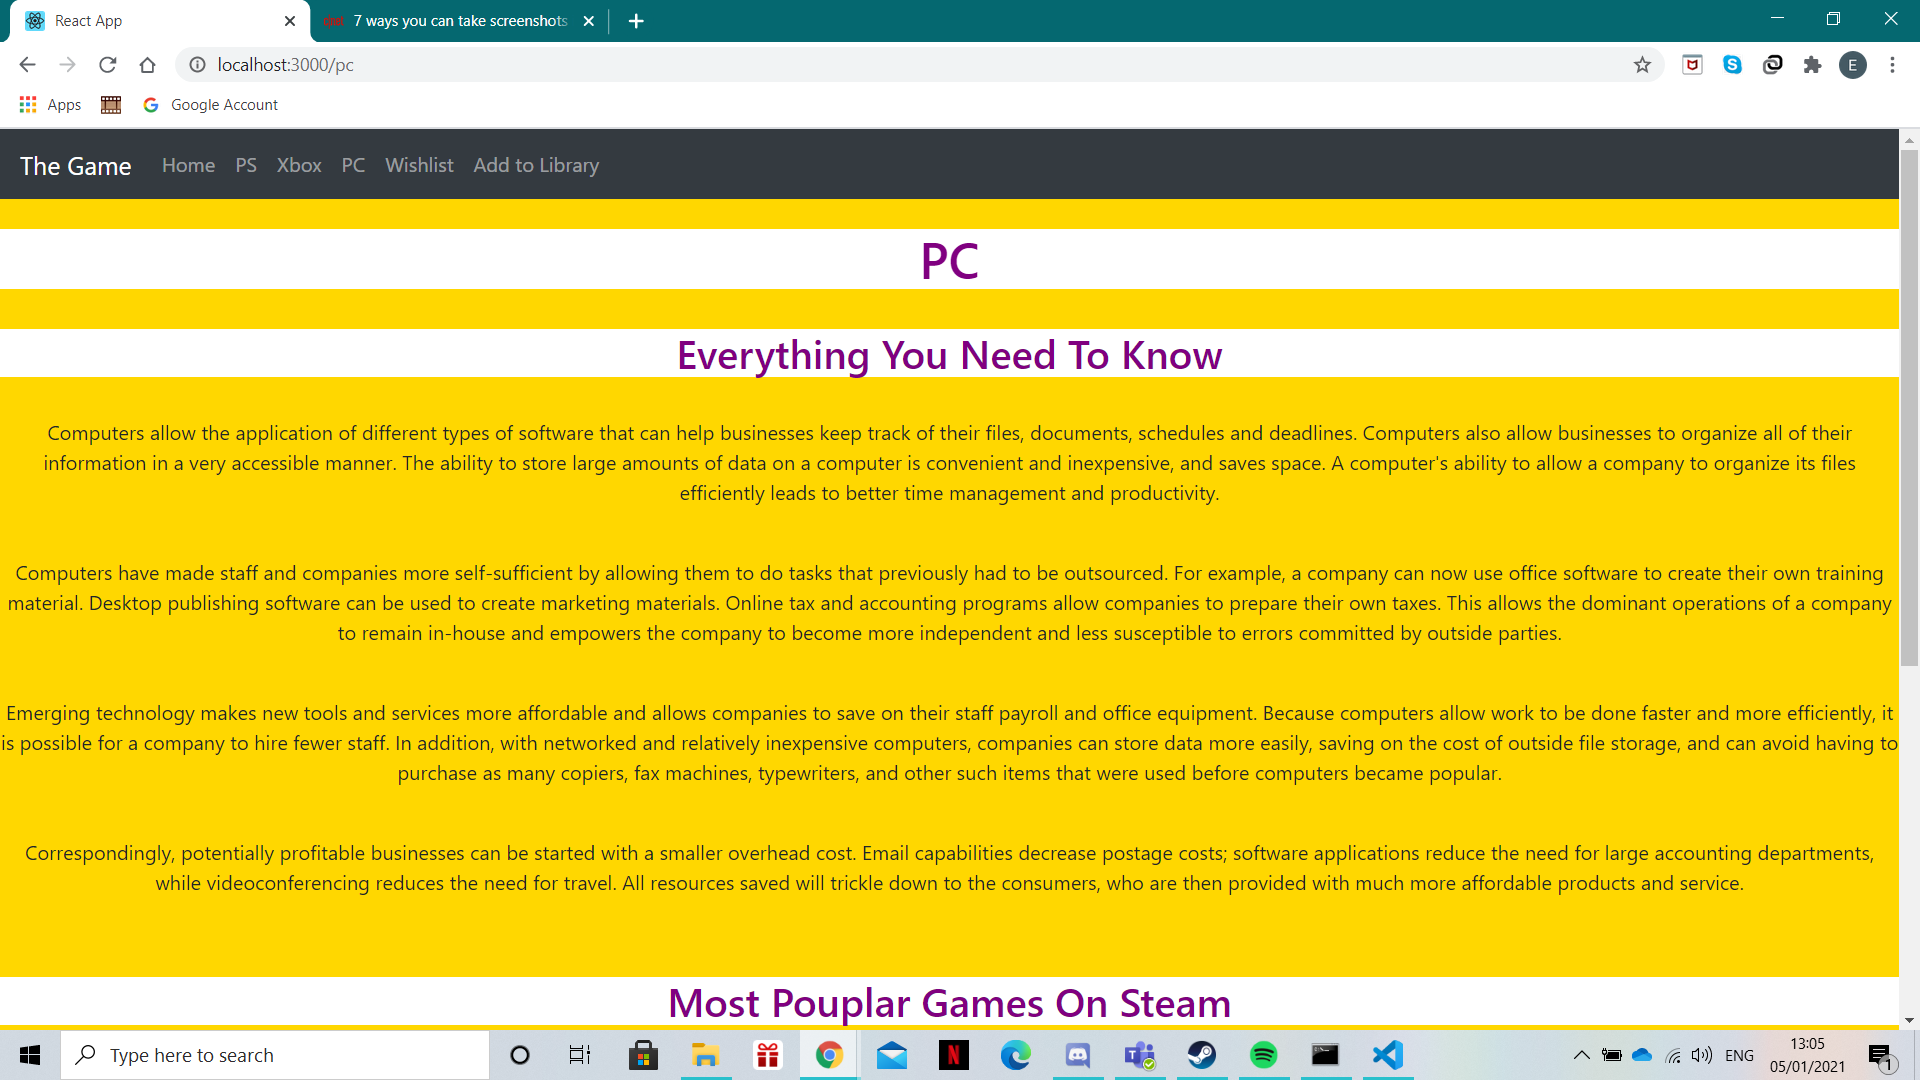 React App
7 ways you can take screenshots
localhost:3000/pc
E
Apps
Google Account
The Game Home PS Xbox PC Wishlist Add to Library
PC
Everything You Need To Know
Computers allow the application of different types of software that can help businesses keep track of their files, documents, schedules and deadlines. Computers also allow businesses to organize all of their
information in a very accessible manner. The ability to store large amounts of data on a computer is convenient and inexpensive, and saves space. A computer's ability to allow a company to organize its files
efficiently leads to better time management and productivity.
Computers have made staff and companies more self-sufficient by allowing them to do tasks that previously had to be outsourced. For example, a company can now use office software to create their own training
material. Desktop publishing software can be used to create marketing materials. Online tax and accounting programs allow companies to prepare their own taxes. This allows the dominant operations of a company
to remain in-house and empowers the company to become more independent and less susceptible to errors committed by outside parties.
Emerging technology makes new tools and services more affordable and allows companies to save on their staff payroll and office equipment. Because computers allow work to be done faster and more efficiently, it
is possible for a company to hire fewer staff. In addition, with networked and relatively inexpensive computers, companies can store data more easily, saving on the cost of outside file storage, and can avoid having to
purchase as many copiers, fax machines, typewriters, and other such items that were used before computers became popular.
Correspondingly, potentially profitable businesses can be started with a smaller overhead cost. Email capabilities decrease postage costs; software applications reduce the need for large accounting departments,
while videoconferencing reduces the need for travel. All resources saved will trickle down to the consumers, who are then provided with much more affordable products and service.
Most Pouplar Games On Steam
Type here to search
ENG
13:05
05/01/2021
1